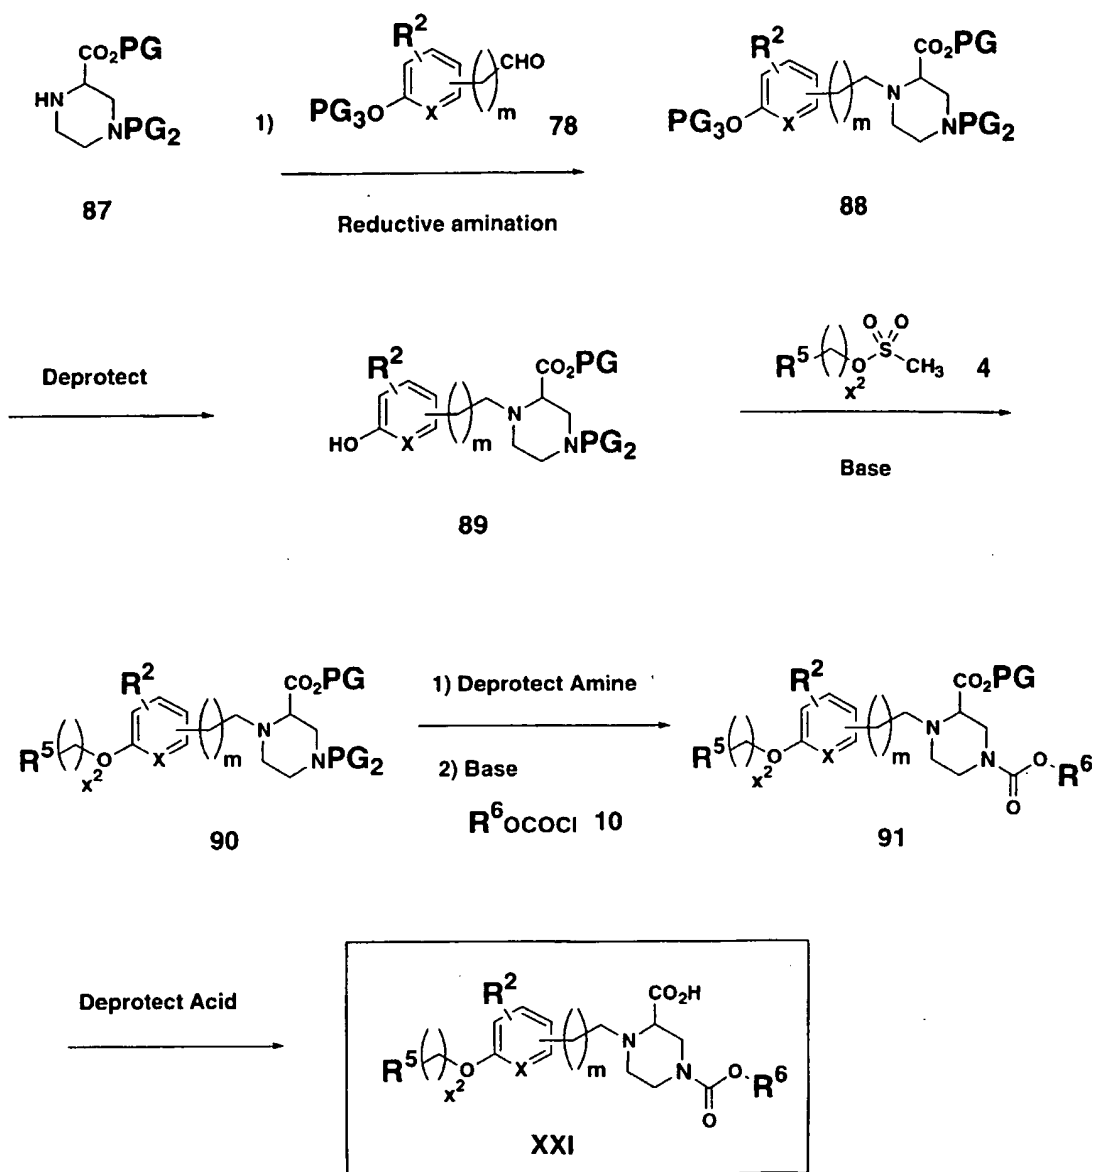 CO₂PG
HN
NPG₂
87
1)
R²
CHO
( )m
PG₃O
X
78
Reductive amination
R²
CO₂PG
N
PG₃O
X
( )m
NPG₂
88
Deprotect
R²
CO₂PG
N
HO
X
( )m
NPG₂
89
O O
R⁵ ( )x² O S CH₃ 4
Base
R²
CO₂PG
N
R⁵ ( )x² O
X
( )m
NPG₂
90
1) Deprotect Amine
2) Base
R⁶OCOCl 10
R²
CO₂PG
N
R⁵ ( )x² O
X
( )m
N
O
R⁶
O
91
Deprotect Acid
R²
CO₂H
N
R⁵ ( )x² O
X
( )m
N
O
R⁶
O
XXI